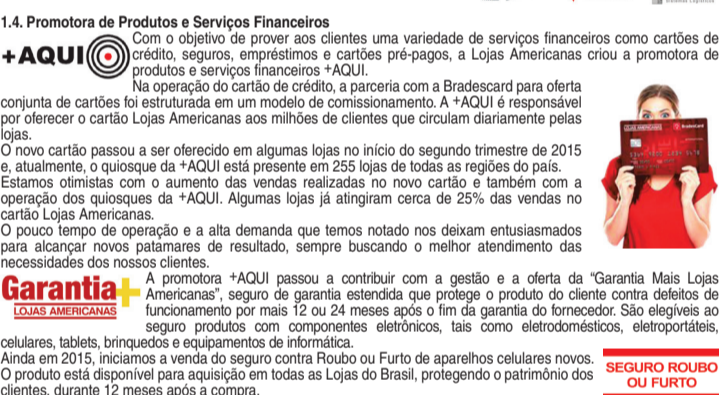 1.4. Promotora de Produtos e Serviços Financeiros
+AQUI
Com o objetivo de prover aos clientes uma variedade de serviços financeiros como cartões de
crédito, seguros, empréstimos e cartões pré-pagos, a Lojas Americanas criou a promotora de
produtos e serviços financeiros +AQUI.
Na operação do cartão de crédito, a parceria com a Bradescard para oferta
conjunta de cartões foi estruturada em um modelo de comissionamento. A +AQUI é responsável
por oferecer o cartão Lojas Americanas aos milhões de clientes que circulam diariamente pelas
lojas.
O novo cartão passou a ser oferecido em algumas lojas no início do segundo trimestre de 2015
e, atualmente, o quiosque da +AQUI está presente em 255 lojas de todas as regiões do país.
Estamos otimistas com o aumento das vendas realizadas no novo cartão e também com a
operação dos quiosques da +AQUI. Algumas lojas já atingiram cerca de 25% das vendas no
cartão Lojas Americanas.
O pouco tempo de operação e a alta demanda que temos notado nos deixam entusiasmados
para alcançar novos patamares de resultado, sempre buscando o melhor atendimento das
necessidades dos nossos clientes.
Garantia+
LOJAS AMERICANAS
A promotora +AQUI passou a contribuir com a gestão e a oferta da “Garantia Mais Lojas
Americanas”, seguro de garantia estendida que protege o produto do cliente contra defeitos de
funcionamento por mais 12 ou 24 meses após o fim da garantia do fornecedor. São elegíveis ao
seguro produtos com componentes eletrônicos, tais como eletrodomésticos, eletroportáteis,
celulares, tablets, brinquedos e equipamentos de informática.
Ainda em 2015, iniciamos a venda do seguro contra Roubo ou Furto de aparelhos celulares novos.
O produto está disponível para aquisição em todas as Lojas do Brasil, protegendo o patrimônio dos
clientes, durante 12 meses após a compra.
SEGURO ROUBO
OU FURTO